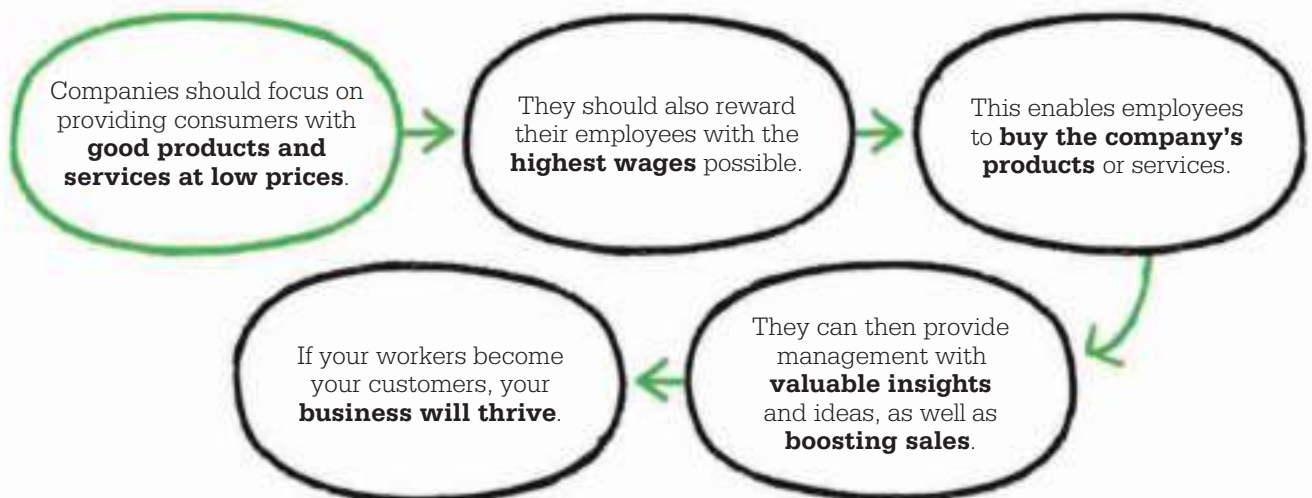 Companies should focus on
providing consumers with
good products and
services at low prices.
They should also reward
their employees with the
highest wages possible.
This enables employees
to buy the company's
products or services.
They can then provide
management with
valuable insights
and ideas, as well as
boosting sales.
If your workers become
your customers, your
business will thrive.